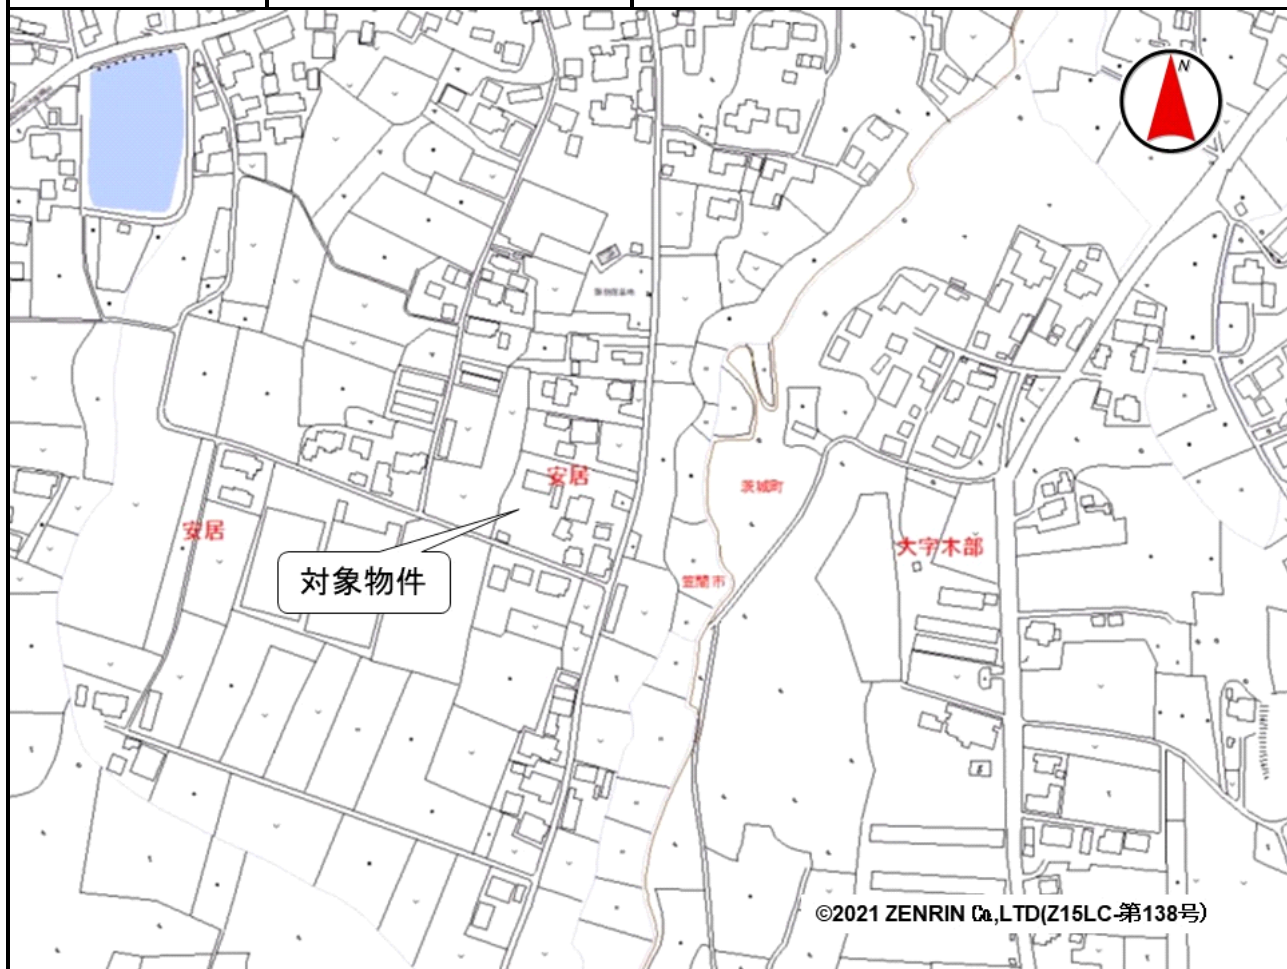 N
安居
茨城町
安居
大字木部
対象物件
笠間市
©2021 ZENRIN Co.,LTD(Z15LC-第138号)